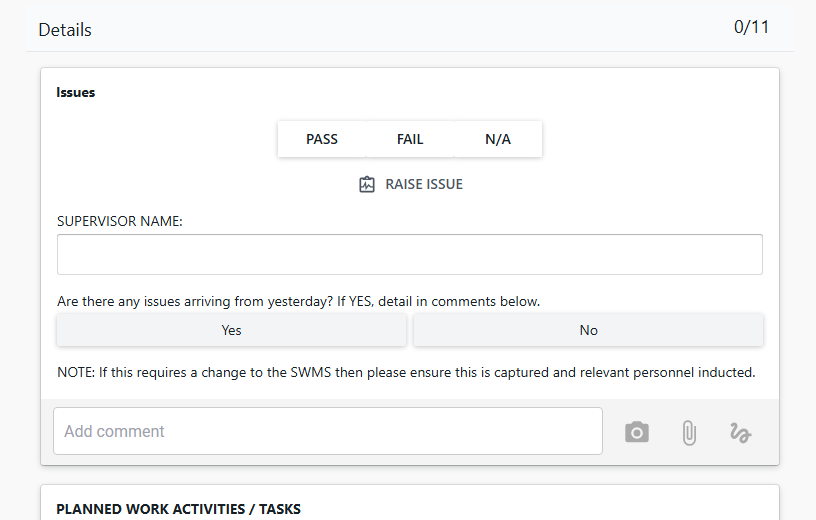 Details
0/11
Issues
PASS FAIL N/A
RAISE ISSUE
SUPERVISOR NAME:
Are there any issues arriving from yesterday? If YES, detail in comments below.
Yes No
NOTE: If this requires a change to the SWMS then please ensure this is captured and relevant personnel inducted.
Add comment
PLANNED WORK ACTIVITIES / TASKS